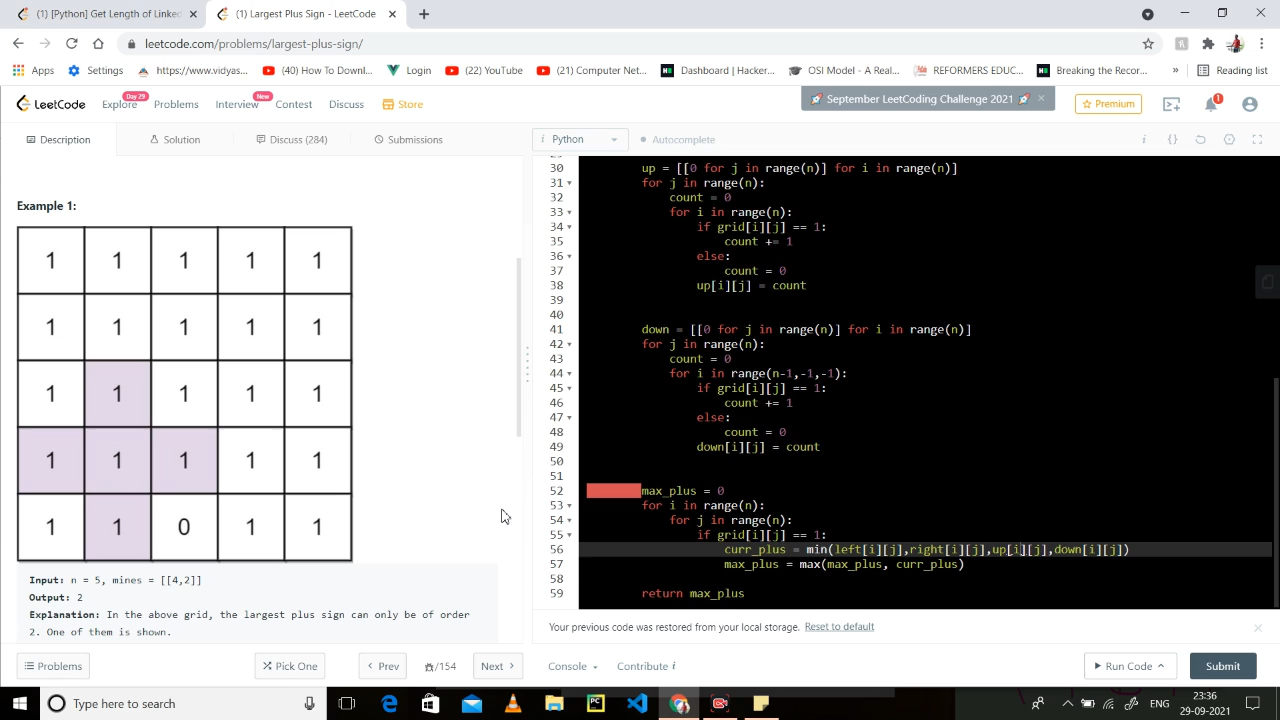 (1) [Python] Get Length of Linked
(1) Largest Plus Sign - LeetCode
leetcode.com/problems/largest-plus-sign/
Apps
Settings
https://www.vidyas...
(40) How To Downl...
Login
(22) YouTube
(21) Computer Net...
Dashboard | Hacker...
OSI Model - A Real...
REFORMERS EDUC...
Breaking the Recor...
»
Reading list
LeetCode
Explore
Day 29
Problems
Interview
New
Contest
Discuss
Store
September LeetCoding Challenge 2021
Premium
1
Description
Solution
Discuss (284)
Submissions
i Python
Autocomplete
Example 1:
1 1 1 1 1
1 1 1 1 1
1 1 1 1 1
1 1 1 1 1
1 1 0 1 1
Input: n = 5, mines = [[4,2]]
Output: 2
Explanation: In the above grid, the largest plus sign can only be of order
2. One of them is shown.
30 up = [[0 for j in range(n)] for i in range(n)]
31 for j in range(n):
32 count = 0
33 for i in range(n):
34 if grid[i][j] == 1:
35 count += 1
36 else:
37 count = 0
38 up[i][j] = count
39
40
41 down = [[0 for j in range(n)] for i in range(n)]
42 for j in range(n):
43 count = 0
44 for i in range(n-1,-1,-1):
45 if grid[i][j] == 1:
46 count += 1
47 else:
48 count = 0
49 down[i][j] = count
50
51
52 max_plus = 0
53 for i in range(n):
54 for j in range(n):
55 if grid[i][j] == 1:
56 curr_plus = min(left[i][j],right[i][j],up[i][j],down[i][j])
57 max_plus = max(max_plus, curr_plus)
58
59 return max_plus
Your previous code was restored from your local storage. Reset to default
Problems
Pick One
Prev
/154
Next
Console
Contribute i
Run Code
Submit
Type here to search
ENG
23:36
29-09-2021